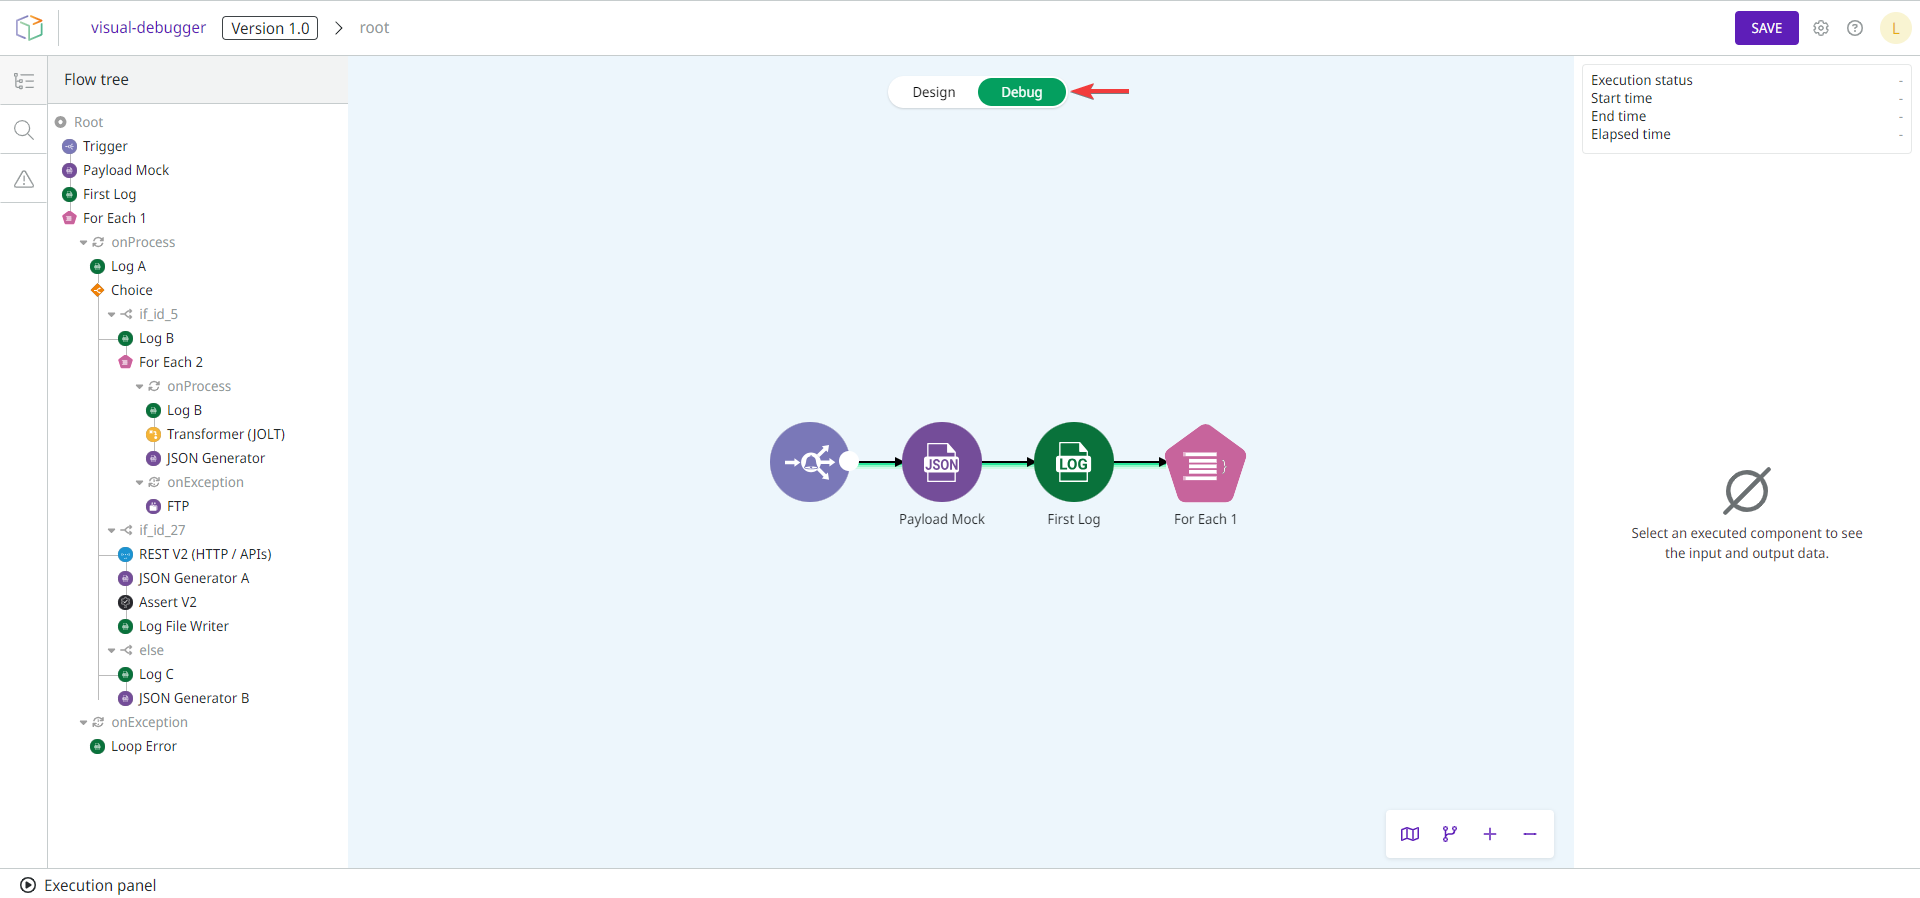 visual-debugger
Version 1.0
root
SAVE
L
Flow tree
Root
Trigger
Payload Mock
First Log
For Each 1
onProcess
Log A
Choice
if_id_5
Log B
For Each 2
onProcess
Log B
Transformer (JOLT)
JSON Generator
onException
FTP
if_id_27
REST V2 (HTTP / APIs)
JSON Generator A
Assert V2
Log File Writer
else
Log C
JSON Generator B
onException
Loop Error
Design
Debug
JSON
LOG
Payload Mock
First Log
For Each 1
Execution status -
Start time -
End time -
Elapsed time -
Select an executed component to see
the input and output data.
Execution panel